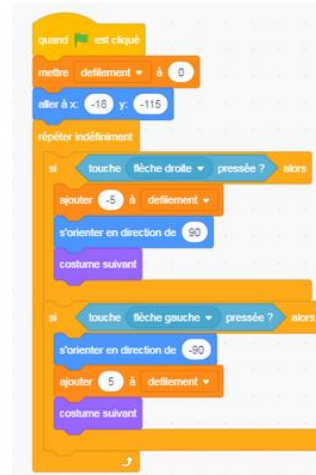 quand est cliqué
mettre defilement à 0
aller à x: -16 y: -115
répéter indéfiniment
si touche flèche droite pressée ? alors
ajouter -5 à defilement
s'orienter en direction de 90
costume suivant
si touche flèche gauche pressée ? alors
s'orienter en direction de -90
ajouter 5 à defilement
costume suivant